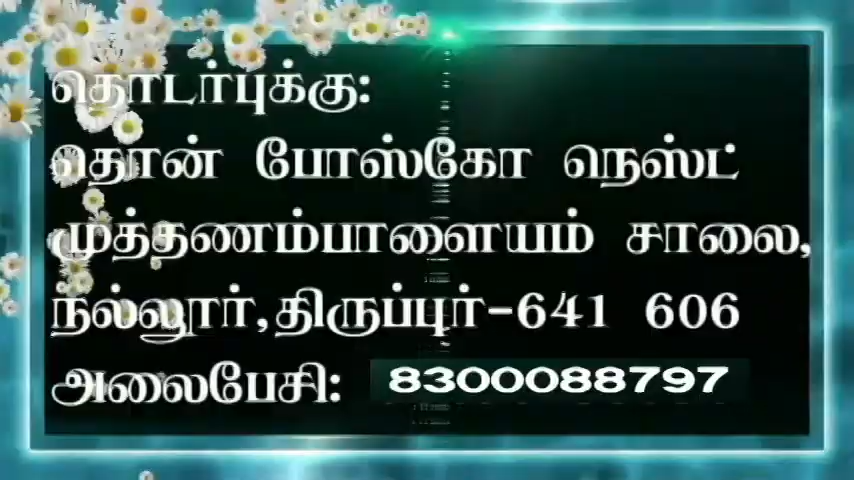 தொடர்புக்கு:
தொன் போஸ்கோ நெஸ்ட்
முத்தணம்பாளையம் சாலை,
நல்லூர்,திருப்பூர்-641 606
அலைபேசி: 8300088797